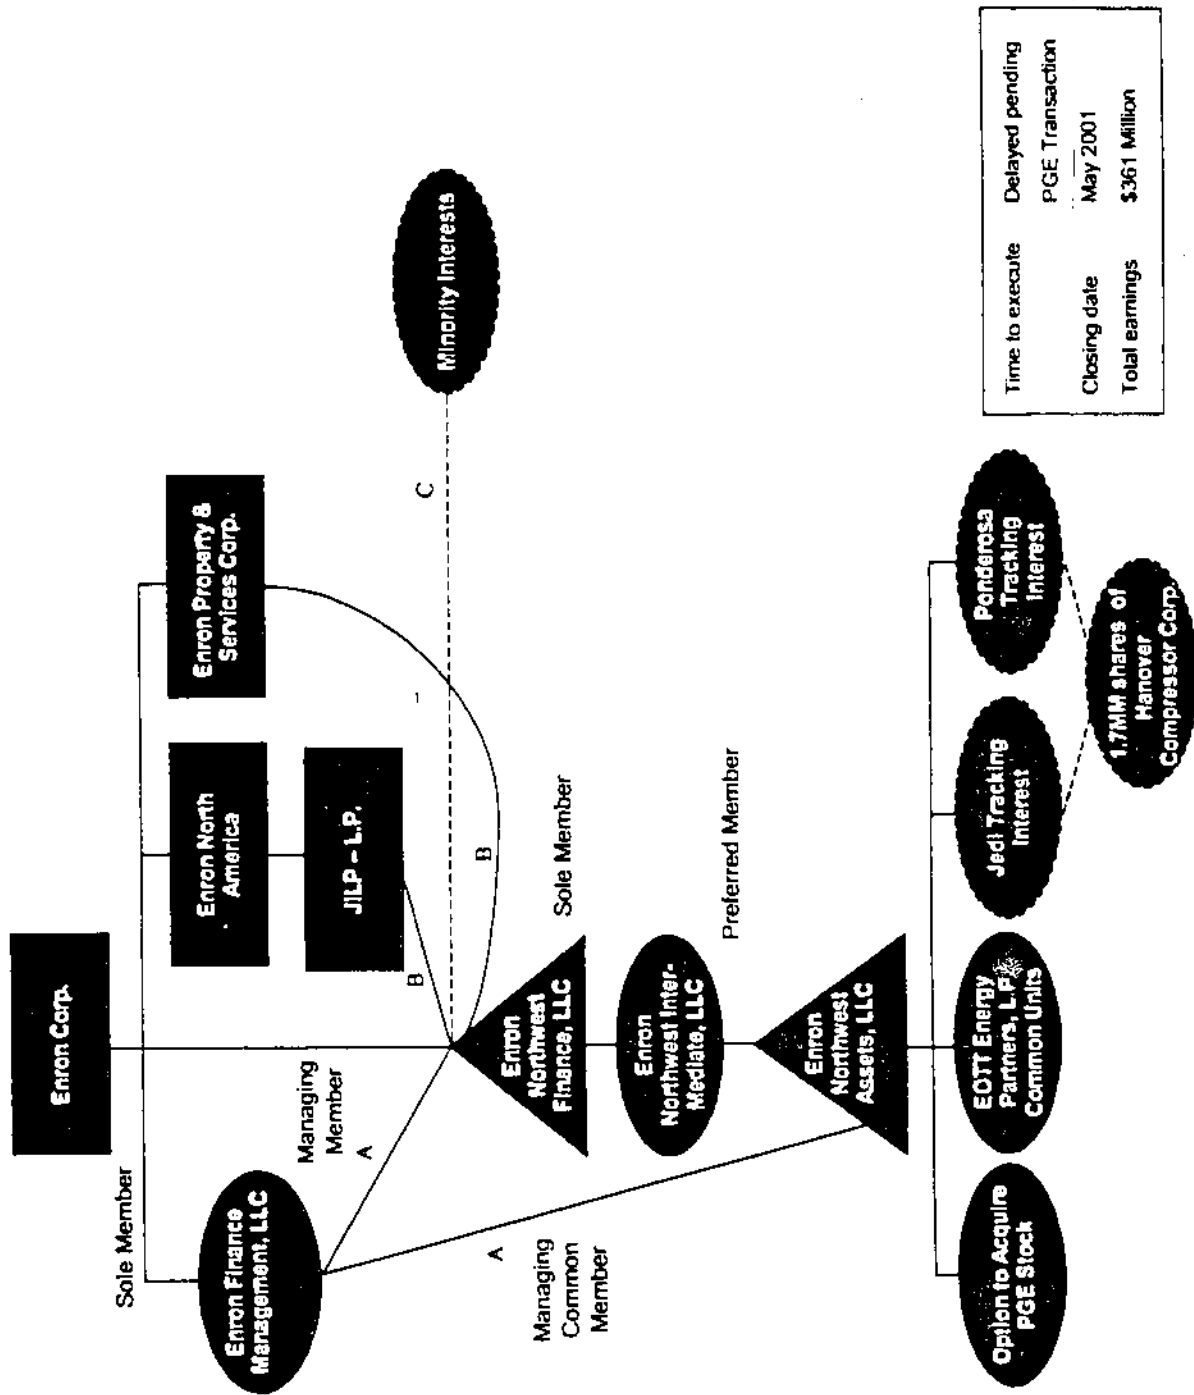 Enron Corp.
Sole Member
Enron Finance
Management, LLC
Enron North
America
Enron Property &
Services Corp.
JILP – L.P.
Managing
Member
A
B
B
C
Minority Interests
Enron
Northwest
Finance, LLC
Sole Member
A
Managing
Common
Member
Enron
Northwest Inter-
Mediate, LLC
Preferred Member
Enron
Northwest
Assets, LLC
Option to Acquire
PGE Stock
EOTT Energy
Partners, L.P.
Common Units
Jedi Tracking
Interest
Ponderosa
Tracking
Interest
1.7MM shares of
Hanover
Compressor Corp.
Time to execute Delayed pending
PGE Transaction
Closing date May 2001
Total earnings $361 Million